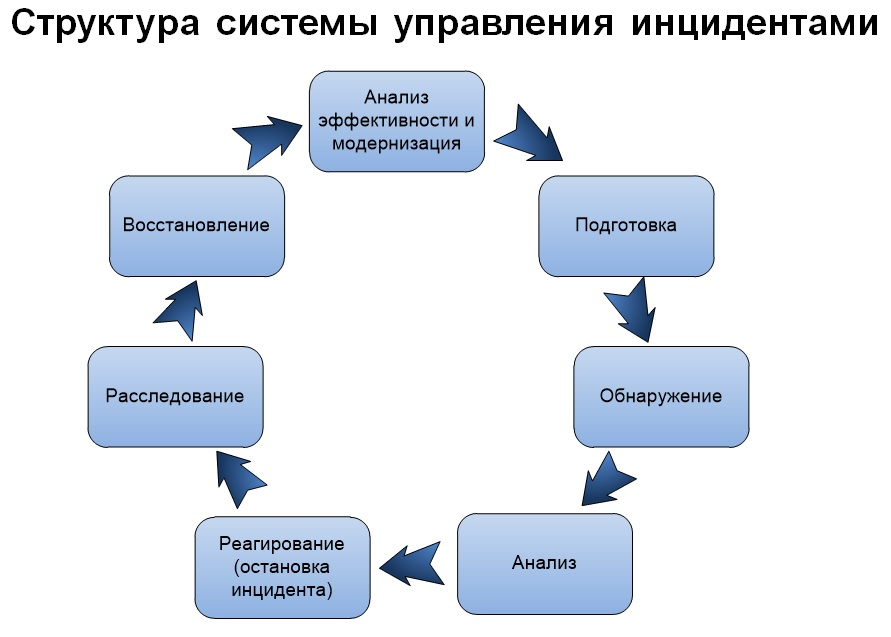 Структура системы управления инцидентами
Анализ
эффективности и
модернизация
Подготовка
Обнаружение
Анализ
Реагирование
(остановка
инцидента)
Расследование
Восстановление